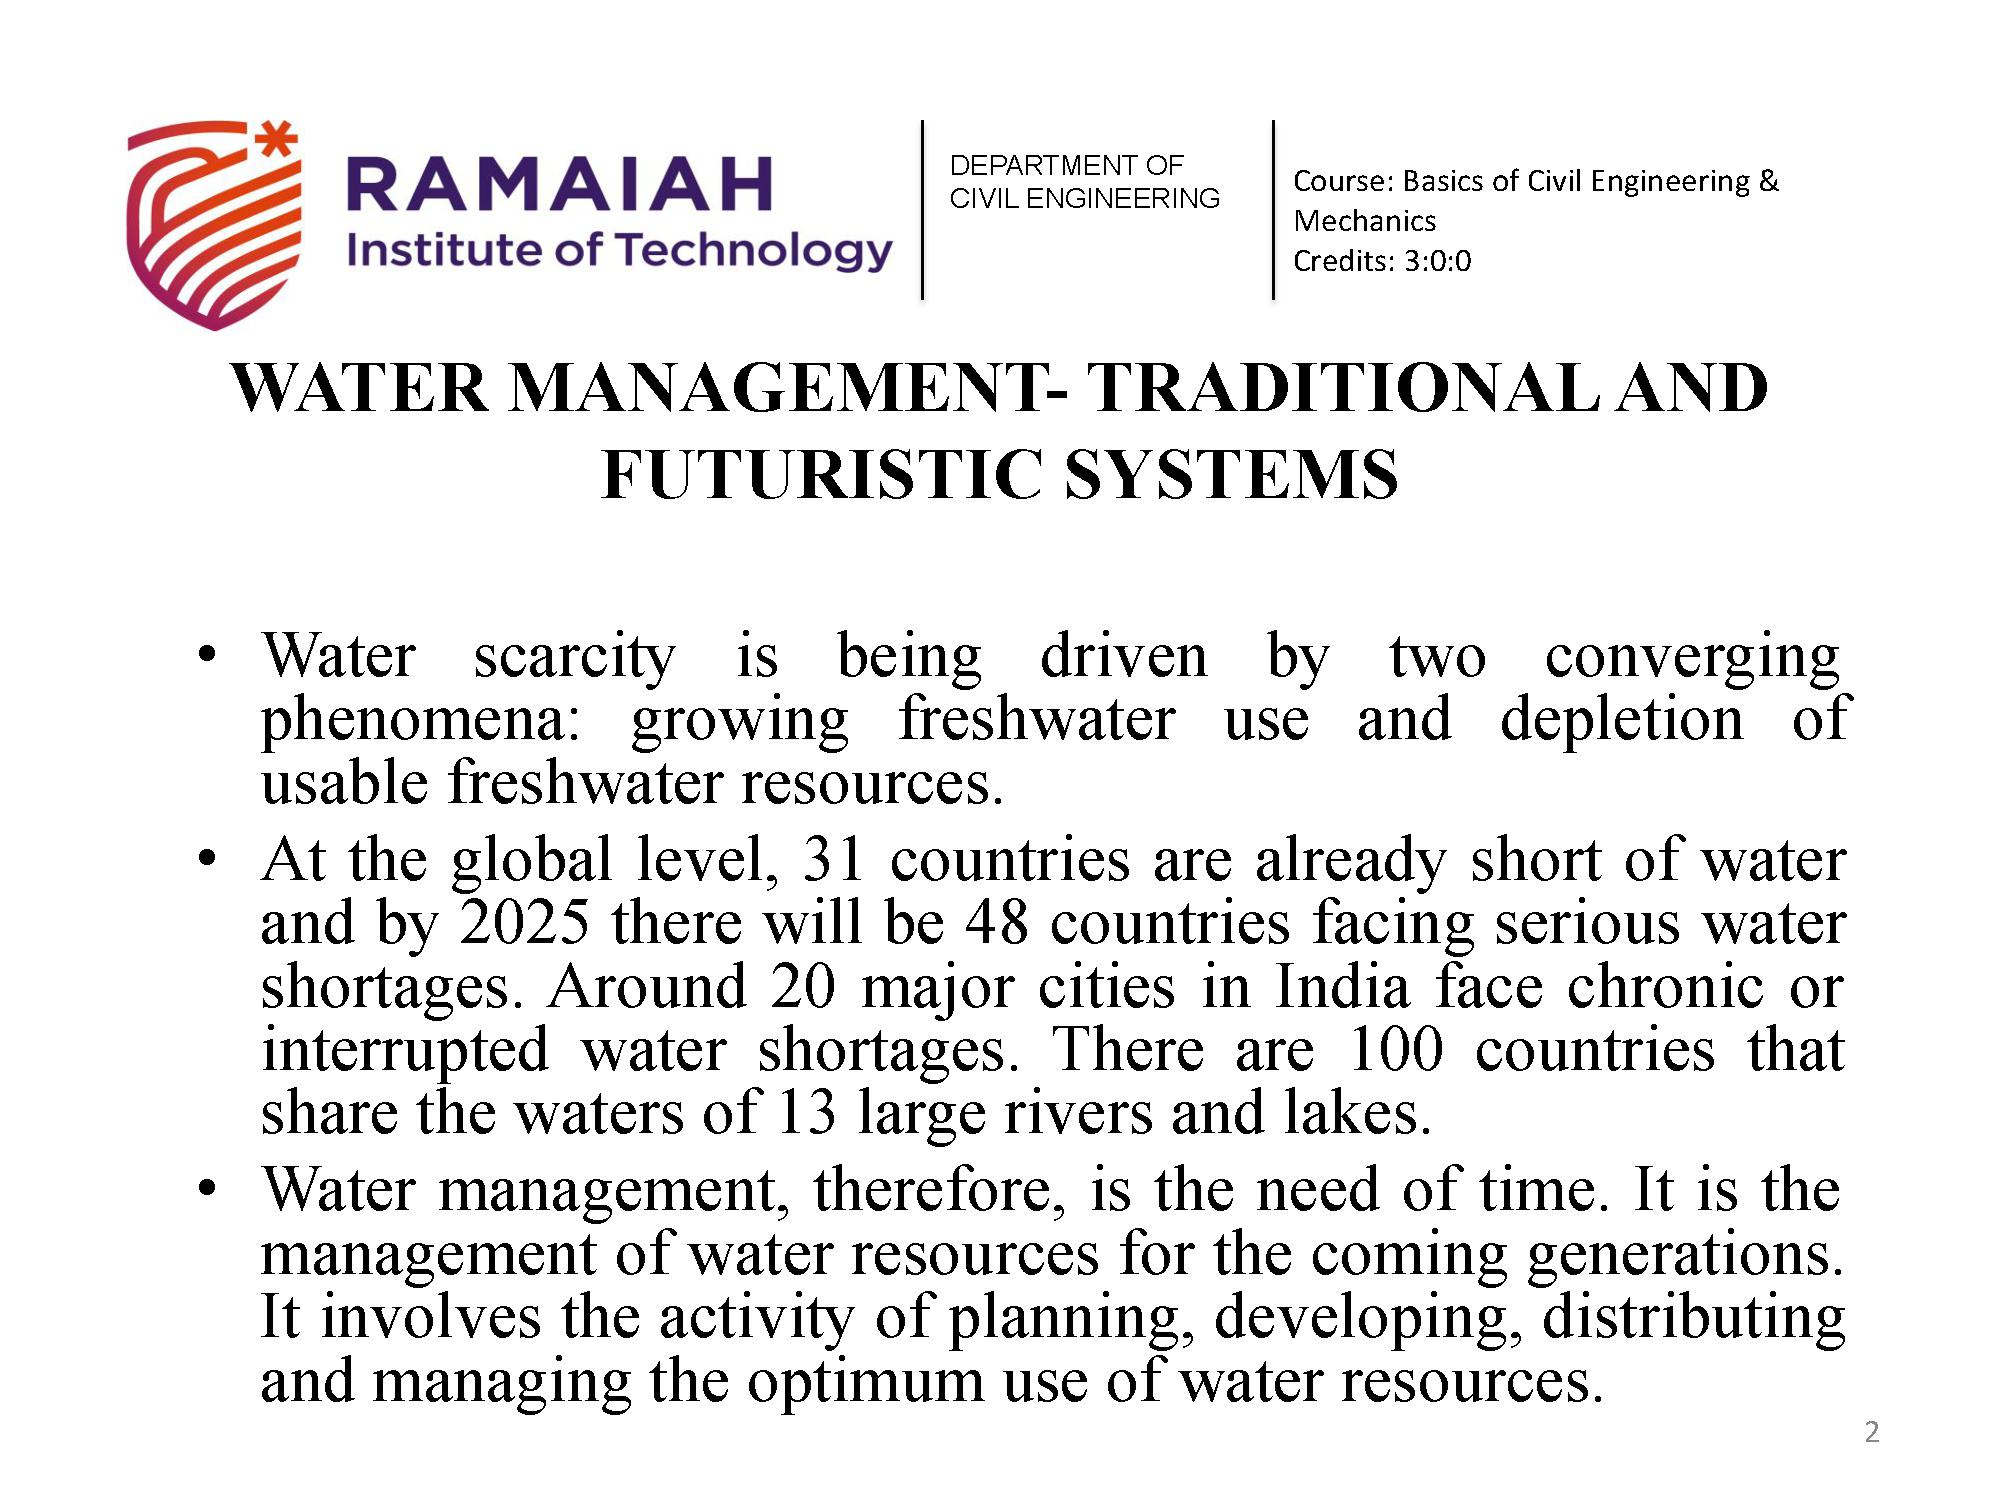 RAMAIAH
Institute of Technology
DEPARTMENT OF
CIVIL ENGINEERING
Course: Basics of Civil Engineering &
Mechanics
Credits: 3:0:0
WATER MANAGEMENT- TRADITIONAL AND
FUTURISTIC SYSTEMS
• Water scarcity is being driven by two converging
phenomena: growing freshwater use and depletion of
usable freshwater resources.
• At the global level, 31 countries are already short of water
and by 2025 there will be 48 countries facing serious water
shortages. Around 20 major cities in India face chronic or
interrupted water shortages. There are 100 countries that
share the waters of 13 large rivers and lakes.
• Water management, therefore, is the need of time. It is the
management of water resources for the coming generations.
It involves the activity of planning, developing, distributing
and managing the optimum use of water resources.
2